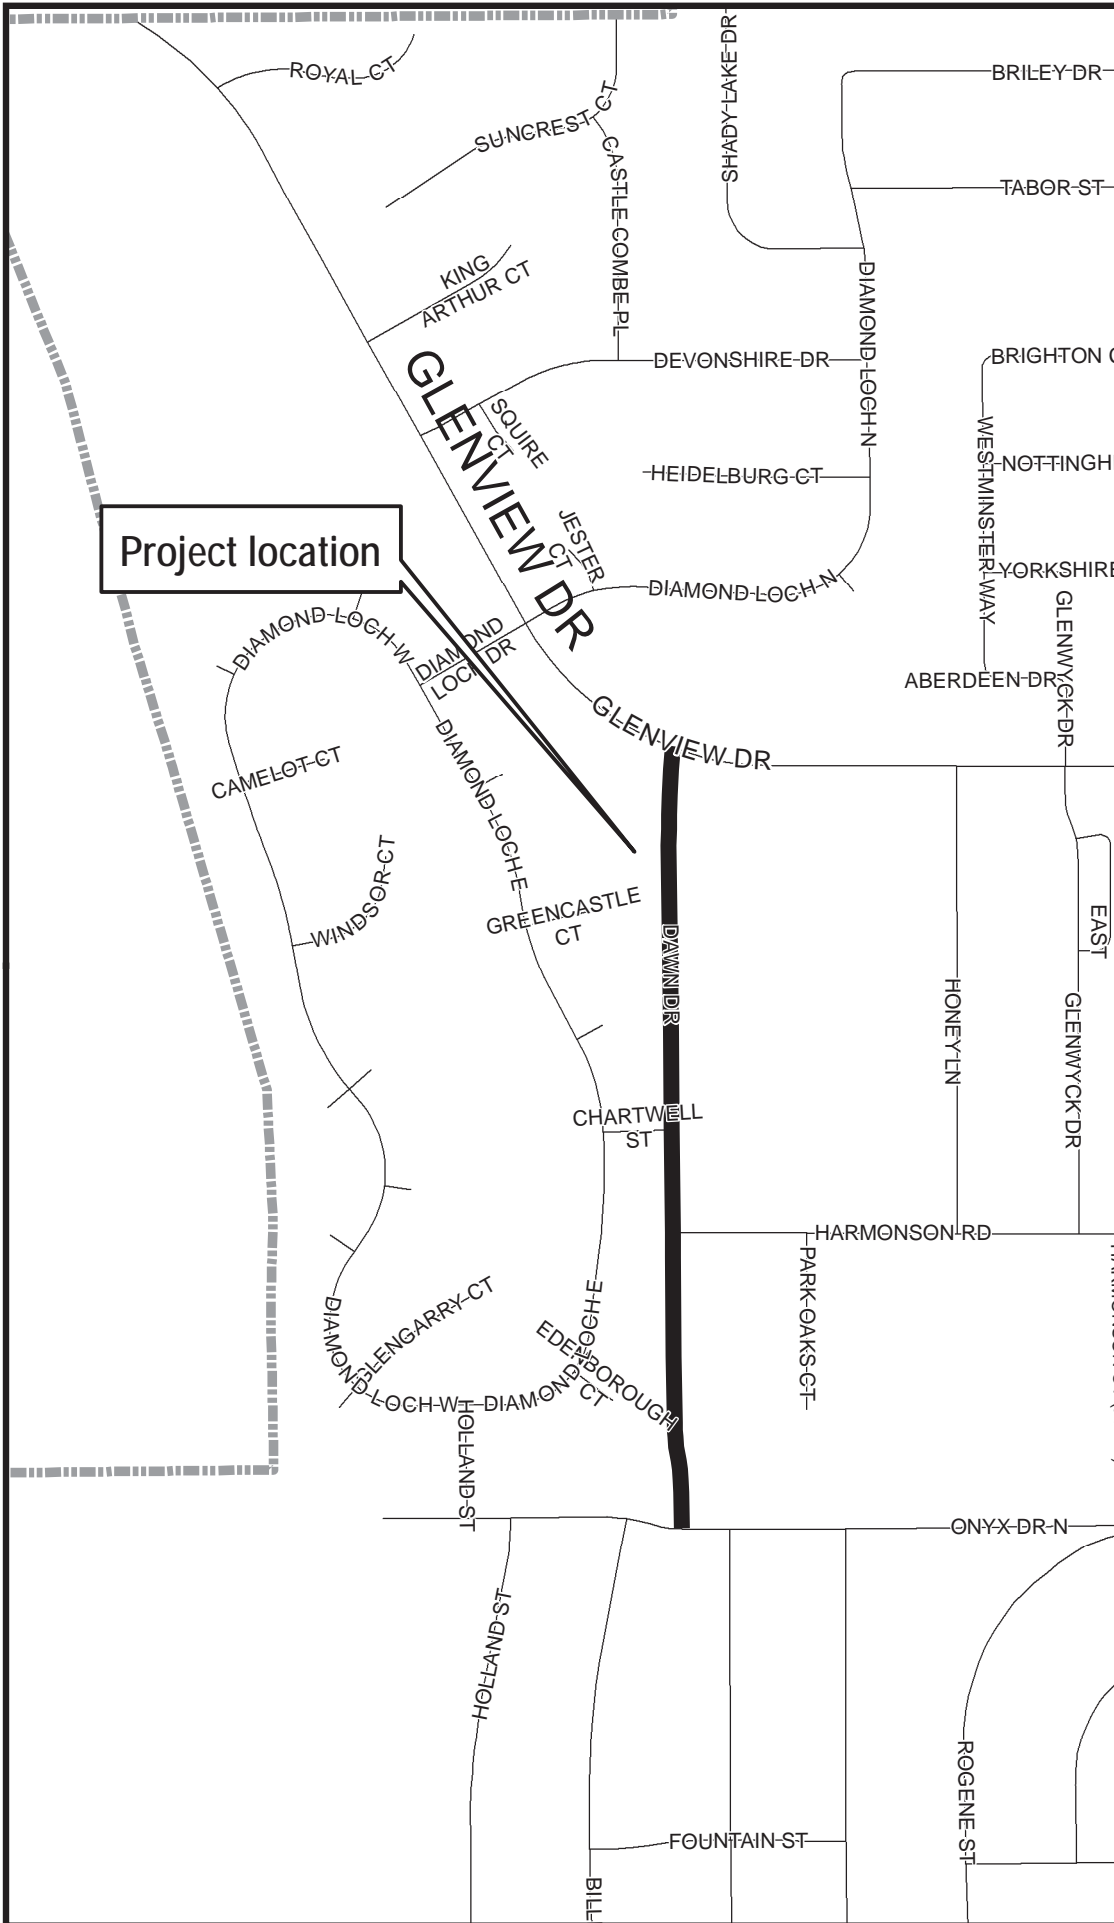 ROYAL CT
SUNCREST CT
SHADY LAKE DR
BRILEY DR
CASTLE COMBE PL
TABOR ST
KING
ARTHUR CT
DIAMOND LOCH N
DEVONSHIRE DR
BRIGHTON
GLENVIEW DR
SQUIRE
CT
WESTMINSTER WAY
HEIDELBURG CT
NOTTINGH
Project location
JESTER
CT
DIAMOND LOCH N
YORKSHIRE
GLENWYCK DR
DIAMOND LOCH W
DIAMOND
LOCH DR
ABERDEEN DR
GLENVIEW DR
CAMELOT CT
DIAMOND LOCH E
WINDSOR CT
GREENCASTLE
CT
DAWN DR
EAST
HONEY LN
GLENWYCK DR
CHARTWELL
ST
HARMONSON RD
PARK OAKS CT
GLENGARRY CT
DIAMOND LOCH W
DIAMOND LOCH E
EDENBOROUGH
CT
HOLLAND ST
ONYX DR N
HOLLAND ST
ROGENE ST
FOUNTAIN ST
BILL